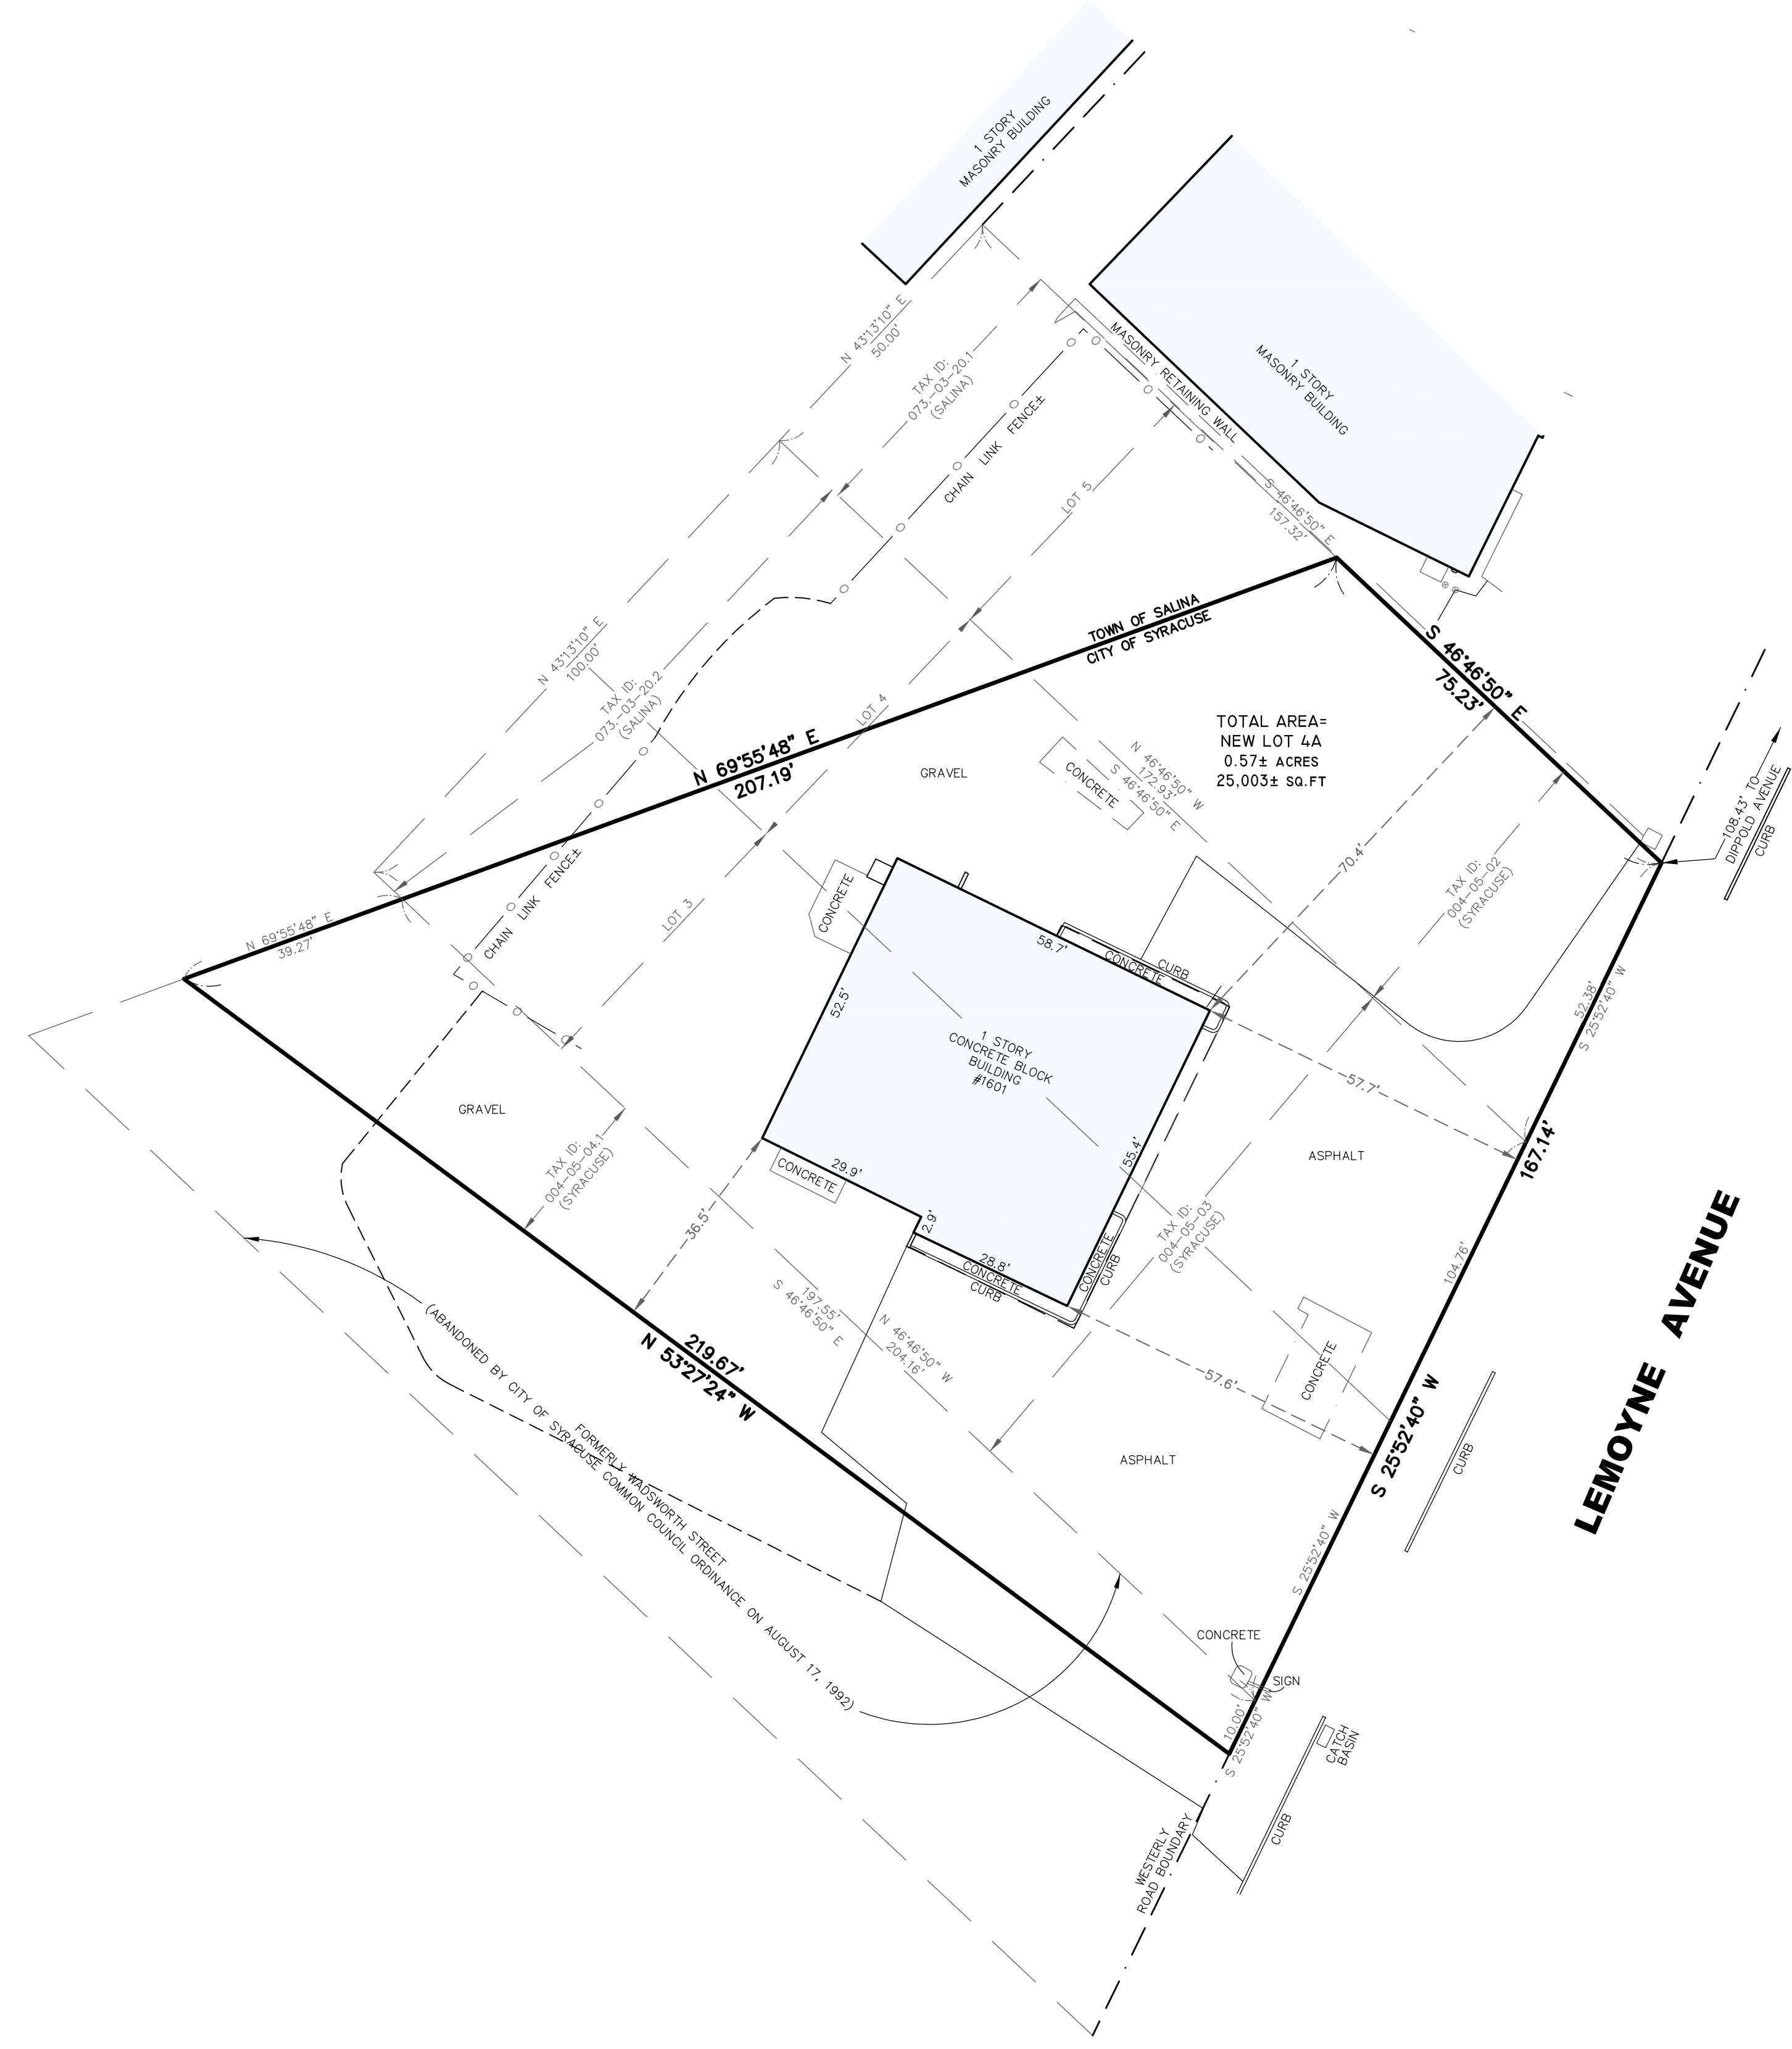 1 STORY
MASONRY BUILDING
N 43°13'10" E
50.00'
TAX ID:
073.-03-20.1
(SALINA)
MASONRY RETAINING WALL
1 STORY
MASONRY BUILDING
CHAIN LINK FENCE±
LOT 5
S 46°46'50" E
157.32'
TOWN OF SALINA
CITY OF SYRACUSE
S 46°46'50" E
75.23'
N 43°13'10" E
100.00'
TAX ID:
073.-03-20.2
(SALINA)
LOT 4
N 69°55'48" E
207.19'
TOTAL AREA=
NEW LOT 4A
0.57± ACRES
25,003± SQ.FT
GRAVEL
CONCRETE
N 46°46'50" W
172.93'
S 46°46'50" E
108.43' TO
DIPPOLD AVENUE
CURB
70.4'
TAX ID:
004-05-02
(SYRACUSE)
N 69°55'48" E
39.27'
CHAIN LINK FENCE±
LOT 3
CONCRETE
58.7'
CONCRETE
CURB
52.5'
52.38'
S 25°52'40" W
1 STORY
CONCRETE BLOCK
BUILDING
#1601
57.7'
GRAVEL
TAX ID:
004-05-04.1
(SYRACUSE)
55.4'
ASPHALT
167.14'
29.9'
CONCRETE
36.5'
2.9'
28.8'
CONCRETE
CURB
CONCRETE
CURB
TAX ID:
004-05-03
(SYRACUSE)
104.76'
LEMOYNE AVENUE
197.55'
S 46°46'50" E
N 46°46'50" W
204.16'
57.6'
CONCRETE
219.67'
N 53°27'24" W
S 25°52'40" W
CURB
ASPHALT
FORMERLY WADSWORTH STREET
(ABANDONED BY CITY OF SYRACUSE COMMON COUNCIL ORDINANCE ON AUGUST 17, 1992)
S 25°52'40" W
CONCRETE
SIGN
10.00'
S 25°52'40" W
CATCH
BASIN
CURB
WESTERLY
ROAD BOUNDARY